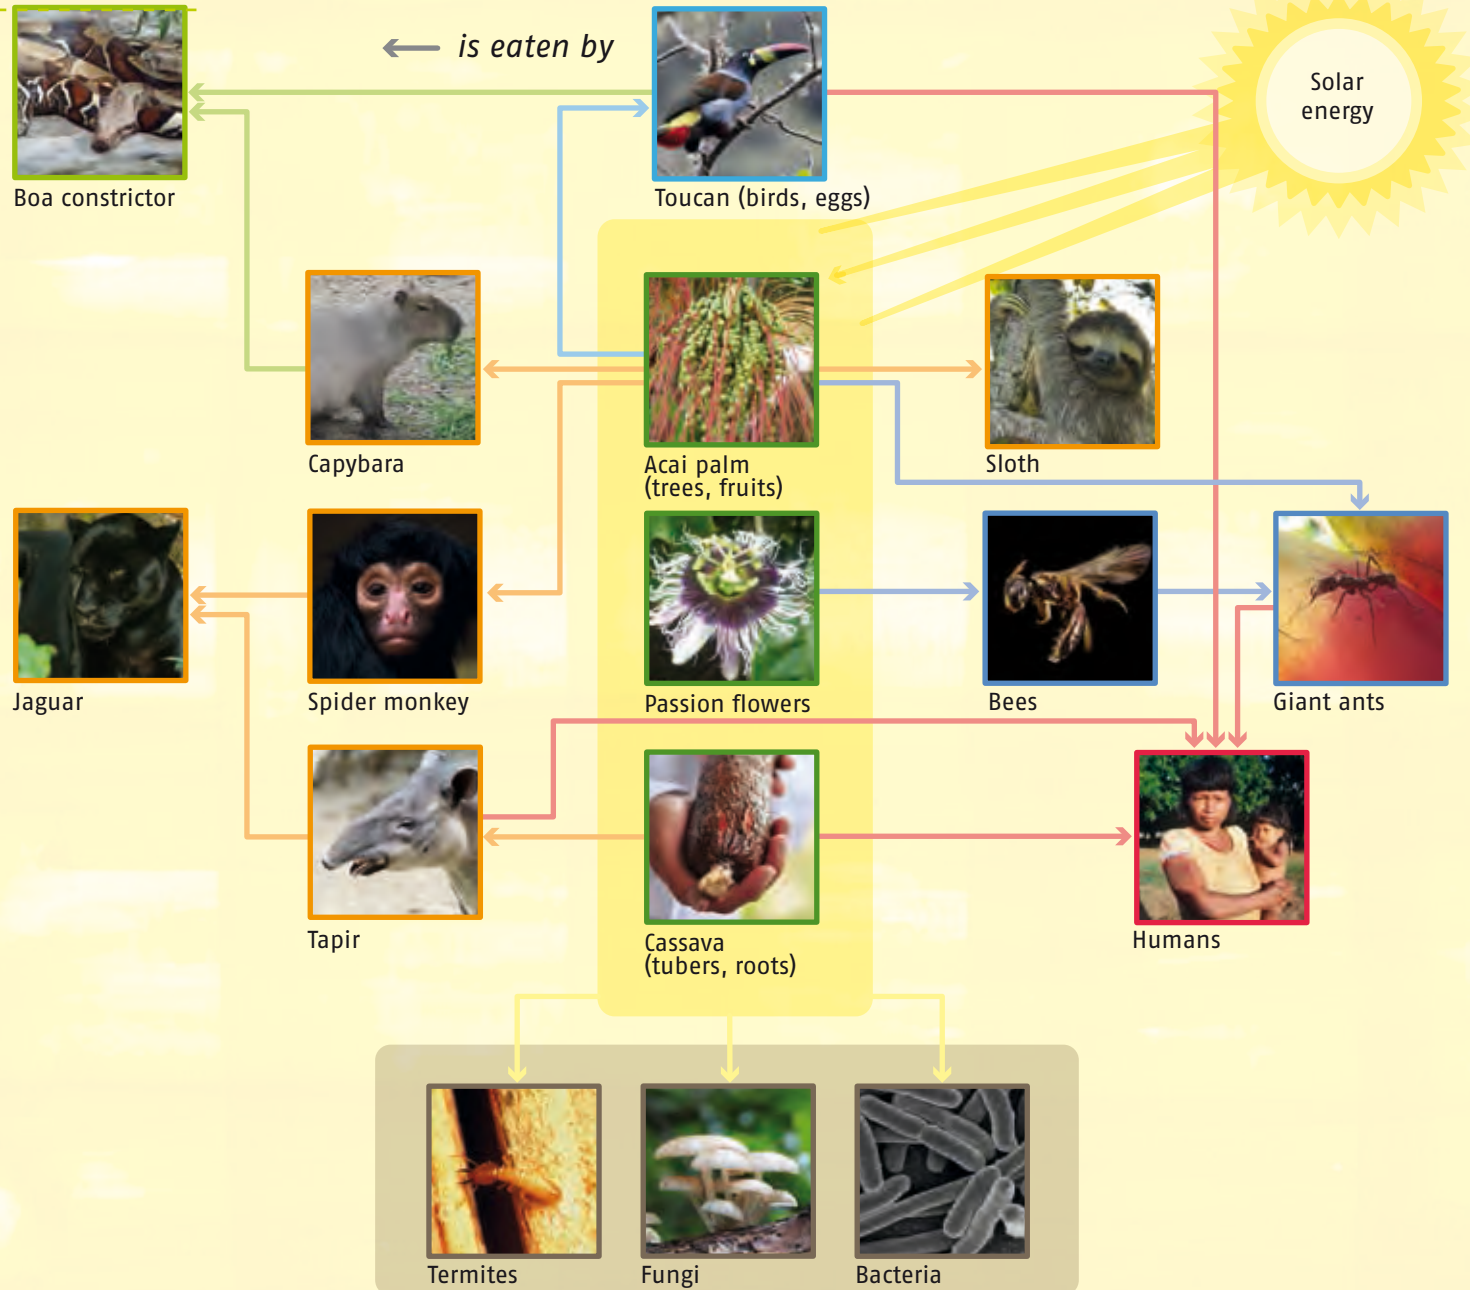 is eaten by
Solar
energy
Boa constrictor
Toucan (birds, eggs)
Capybara
Acai palm
(trees, fruits)
Sloth
Jaguar
Spider monkey
Passion flowers
Bees
Giant ants
Tapir
Cassava
(tubers, roots)
Humans
Termites
Fungi
Bacteria